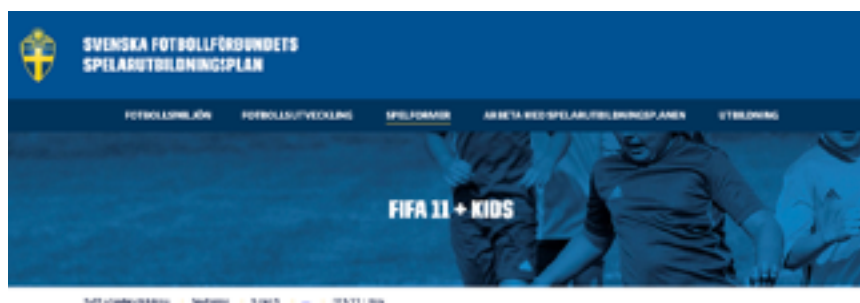 SVENSKA FOTBOLLFÖRBUNDETS
SPELARUTBILDNINGSPLAN
FOTBOLLSMILJÖN FOTBOLLSUTVECKLING SPELFORMER ARBETA MED SPELARUTBILDNINGSPLANEN UTBILDNING
FIFA 11 + KIDS